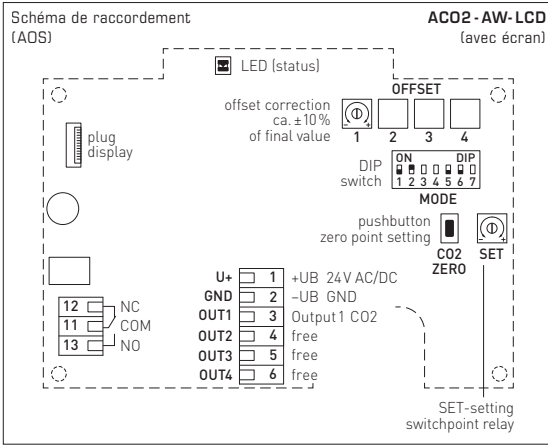 Schéma de raccordement
(AOS)
ACO2-AW-LCD
(avec écran)
LED (status)
OFFSET
offset correction
ca. ±10 %
of final value
1 2 3 4
plug
display
DIP
switch
ON DIP
1 2 3 4 5 6 7
MODE
pushbutton
zero point setting
CO2
ZERO
SET
U+ 1 +UB 24V AC/DC
GND 2 –UB GND
OUT1 3 Output1 CO2
OUT2 4 free
OUT3 5 free
OUT4 6 free
12 NC
11 COM
13 NO
SET-setting
switchpoint relay